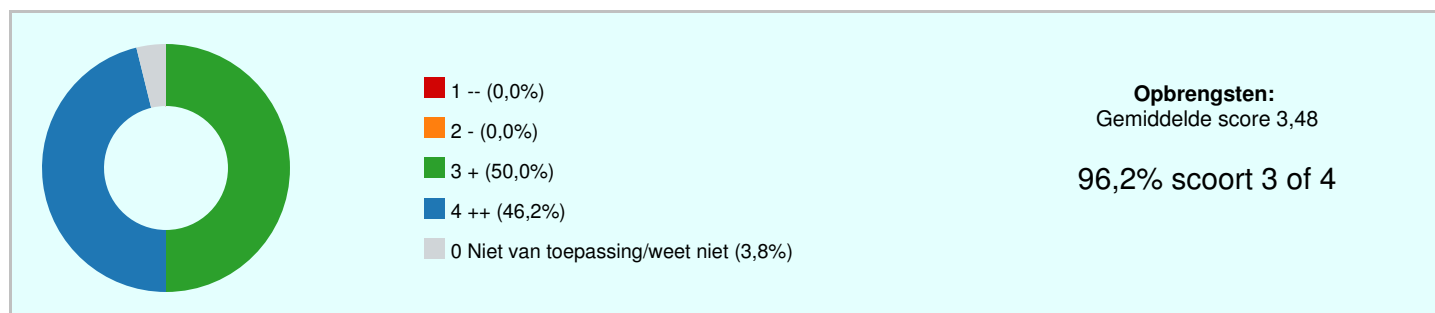 1 -- (0,0%)
2 - (0,0%)
3 + (50,0%)
4 ++ (46,2%)
0 Niet van toepassing/weet niet (3,8%)
Opbrengsten:
Gemiddelde score 3,48
96,2% scoort 3 of 4